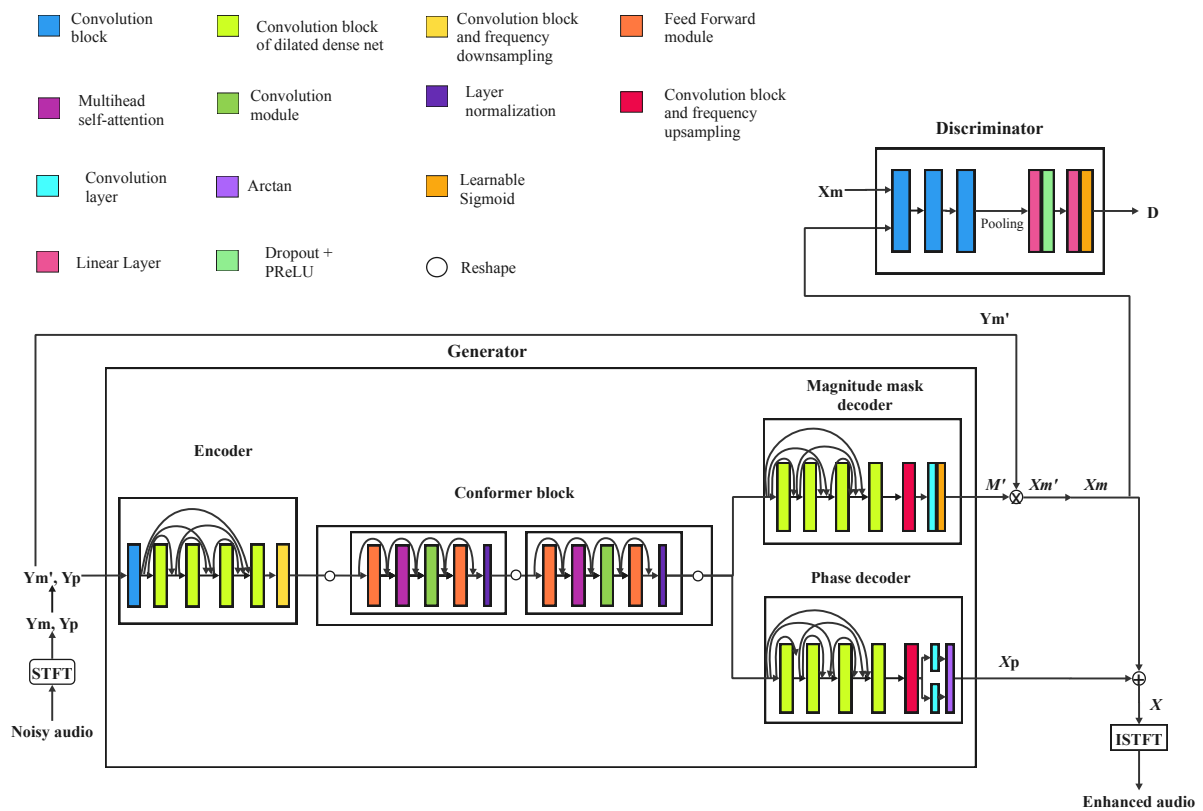 Convolution
block
Convolution block
of dilated dense net
Convolution block
and frequency
downsampling
Feed Forward
module
Multihead
self-attention
Convolution
module
Layer
normalization
Convolution block
and frequency
upsampling
Convolution
layer
Arctan
Learnable
Sigmoid
Linear Layer
Dropout +
PReLU
Reshape
Discriminator
Xm
Pooling
D
Ym'
Generator
Magnitude mask
decoder
Encoder
Conformer block
M'
X
Xm'
Xm
Ym', Yp
Phase decoder
Ym, Yp
STFT
Xp
+
X
Noisy audio
ISTFT
Enhanced audio